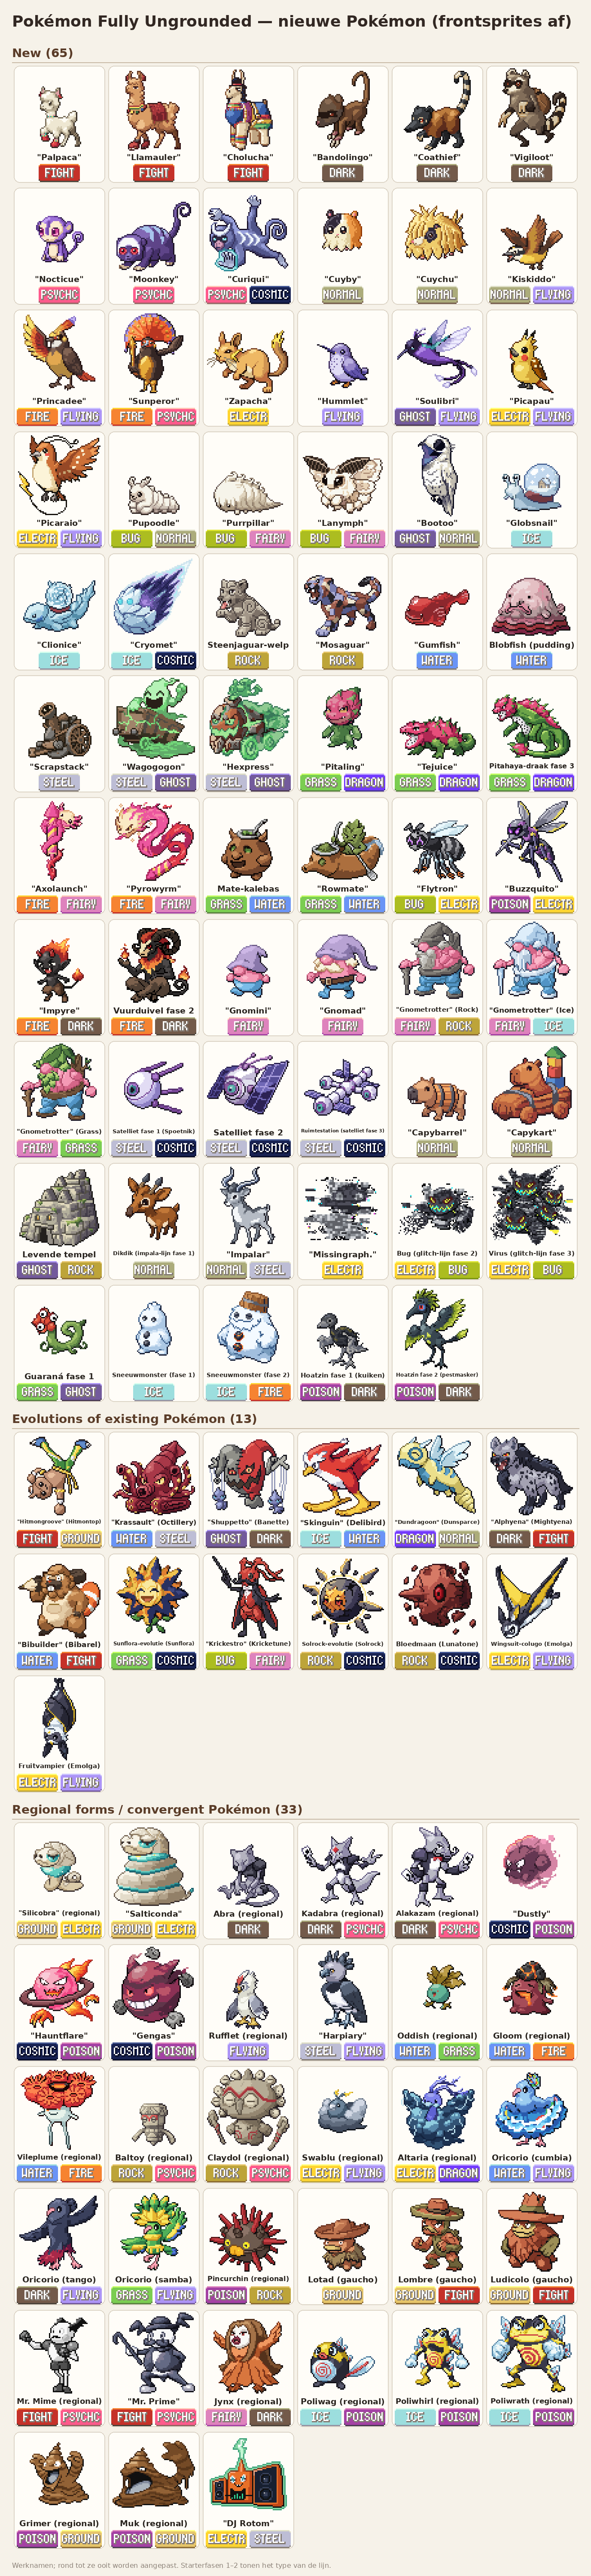 Pokémon Fully Ungrounded — nieuwe Pokémon (frontsprites af)
New (65)
"Palpaca" "Llamauler" "Cholucha" "Bandolingo" "Coathief" "Vigiloot"
FIGHT FIGHT FIGHT DARK DARK DARK
"Nocticue" "Moonkey" "Curiqui" "Cuyby" "Cuychu" "Kiskiddo"
PSYCHC PSYCHC PSYCHC COSMIC NORMAL NORMAL NORMAL FLYING
"Princadee" "Sunperor" "Zapacha" "Hummlet" "Soulibri" "Picapau"
FIRE FLYING FIRE PSYCHC ELECTR FLYING GHOST FLYING ELECTR FLYING
"Picaraio" "Pupoodle" "Purrpillar" "Lanymph" "Bootoo" "Globsnail"
ELECTR FLYING BUG NORMAL BUG FAIRY BUG FAIRY GHOST NORMAL ICE
"Clionice" "Cryomet" Steenjaguar-welp "Mosaguar" "Gumfish" Blobfish (pudding)
ICE ICE COSMIC ROCK ROCK WATER WATER
"Scrapstack" "Wagogogon" "Hexpress" "Pitaling" "Tejuice" Pitahaya-draak fase 3
STEEL STEEL GHOST STEEL GHOST GRASS DRAGON GRASS DRAGON GRASS DRAGON
"Axolaunch" "Pyrowyrm" Mate-kalebas "Rowmate" "Flytron" "Buzzquito"
FIRE FAIRY FIRE FAIRY GRASS WATER GRASS WATER BUG ELECTR POISON ELECTR
"Impyre" Vuurduivel fase 2 "Gnomini" "Gnomad" "Gnometrotter" (Rock) "Gnometrotter" (Ice)
FIRE DARK FIRE DARK FAIRY FAIRY FAIRY ROCK FAIRY ICE
"Gnometrotter" (Grass) Satelliet fase 1 (Spoetnik) Satelliet fase 2 Ruimtestation (satelliet fase 3) "Capybarrel" "Capykart"
FAIRY GRASS STEEL COSMIC STEEL COSMIC STEEL COSMIC NORMAL NORMAL
Levende tempel Dikdik (impala-lijn fase 1) "Impalar" "Missingraph." Bug (glitch-lijn fase 2) Virus (glitch-lijn fase 3)
GHOST ROCK NORMAL NORMAL STEEL ELECTR ELECTR BUG ELECTR BUG
Guaraná fase 1 Sneeuwmonster (fase 1) Sneeuwmonster (fase 2) Hoatzin fase 1 (kuiken) Hoatzin fase 2 (pestmasker)
GRASS GHOST ICE ICE FIRE POISON DARK POISON DARK
Evolutions of existing Pokémon (13)
"Hitmongroove" (Hitmontop) "Krassault" (Octillery) "Shuppetto" (Banette) "Skinguin" (Delibird) "Dundragoon" (Dunsparce) "Alphyena" (Mightyena)
FIGHT GROUND WATER STEEL GHOST DARK ICE WATER DRAGON NORMAL DARK FIGHT
"Bibuilder" (Bibarel) Sunflora-evolutie (Sunflora) "Krickestro" (Kricketune) Solrock-evolutie (Solrock) Bloedmaan (Lunatone) Wingsuit-colugo (Emolga)
WATER FIGHT GRASS COSMIC BUG FAIRY ROCK COSMIC ROCK COSMIC ELECTR FLYING
Fruitvampier (Emolga)
ELECTR FLYING
Regional forms / convergent Pokémon (33)
"Silicobra" (regional) "Salticonda" Abra (regional) Kadabra (regional) Alakazam (regional) "Dustly"
GROUND ELECTR GROUND ELECTR DARK DARK PSYCHC DARK PSYCHC COSMIC POISON
"Hauntflare" "Gengas" Rufflet (regional) "Harpiary" Oddish (regional) Gloom (regional)
COSMIC POISON COSMIC POISON FLYING STEEL FLYING WATER GRASS WATER FIRE
Vileplume (regional) Baltoy (regional) Claydol (regional) Swablu (regional) Altaria (regional) Oricorio (cumbia)
WATER FIRE ROCK PSYCHC ROCK PSYCHC ELECTR FLYING ELECTR DRAGON WATER FLYING
Oricorio (tango) Oricorio (samba) Pincurchin (regional) Lotad (gaucho) Lombre (gaucho) Ludicolo (gaucho)
DARK FLYING GRASS FLYING POISON ROCK GROUND GROUND FIGHT GROUND FIGHT
Mr. Mime (regional) "Mr. Prime" Jynx (regional) Poliwag (regional) Poliwhirl (regional) Poliwrath (regional)
FIGHT PSYCHC FIGHT PSYCHC FAIRY DARK ICE POISON ICE POISON ICE POISON
Grimer (regional) Muk (regional) "DJ Rotom"
POISON GROUND POISON GROUND ELECTR STEEL
Werknamen; rond tot ze ooit worden aangepast. Starterfasen 1-2 tonen het type van de lijn.